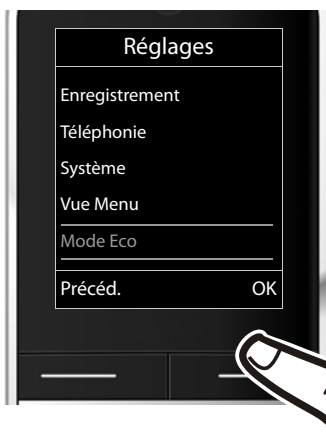 Réglages
Enregistrement
Téléphonie
Système
Vue Menu
Mode Eco
Précéd. OK